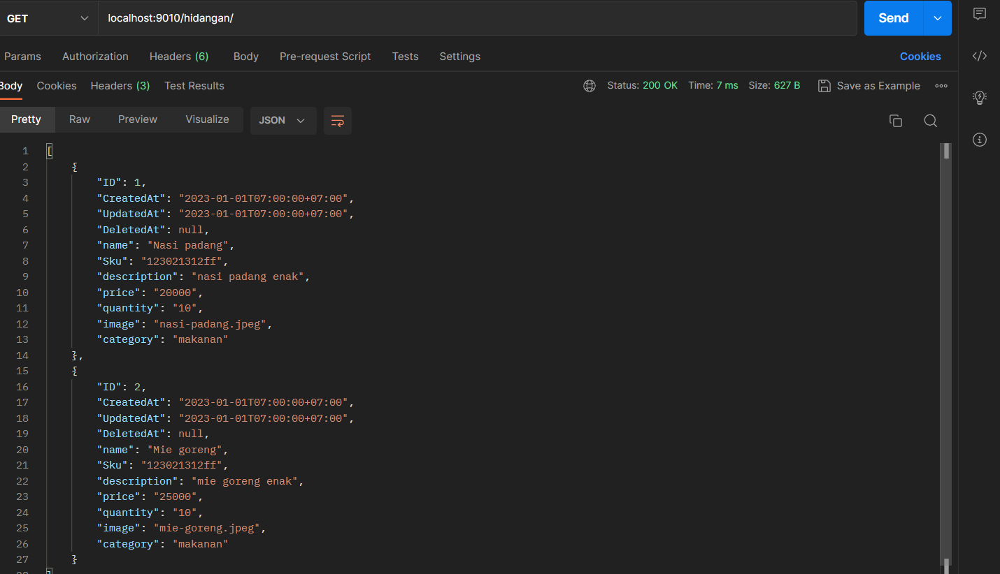 GET localhost:9010/hidangan/ Send
Params Authorization Headers (6) Body Pre-request Script Tests Settings Cookies
Body Cookies Headers (3) Test Results Status: 200 OK Time: 7 ms Size: 627 B Save as Example
Pretty Raw Preview Visualize JSON
1 [
2 {
3 "ID": 1,
4 "CreatedAt": "2023-01-01T07:00:00+07:00",
5 "UpdatedAt": "2023-01-01T07:00:00+07:00",
6 "DeletedAt": null,
7 "name": "Nasi padang",
8 "Sku": "123021312ff",
9 "description": "nasi padang enak",
10 "price": "20000",
11 "quantity": "10",
12 "image": "nasi-padang.jpeg",
13 "category": "makanan"
14 },
15 {
16 "ID": 2,
17 "CreatedAt": "2023-01-01T07:00:00+07:00",
18 "UpdatedAt": "2023-01-01T07:00:00+07:00",
19 "DeletedAt": null,
20 "name": "Mie goreng",
21 "Sku": "123021312ff",
22 "description": "mie goreng enak",
23 "price": "25000",
24 "quantity": "10",
25 "image": "mie-goreng.jpeg",
26 "category": "makanan"
27 }
28 ]